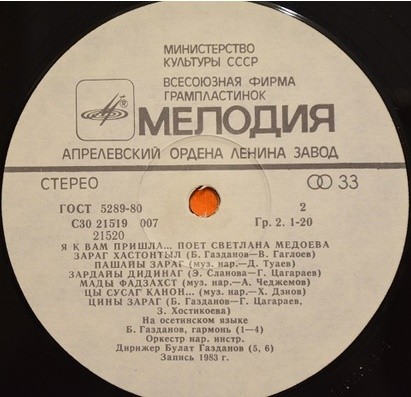 МИНИСТЕРСТВО
КУЛЬТУРЫ СССР
ВСЕСОЮЗНАЯ ФИРМА
ГРАМПЛАСТИНОК
МЕЛОДИЯ
АПРЕЛЕВСКИЙ ОРДЕНА ЛЕНИНА ЗАВОД
СТЕРЕО 33
ГОСТ 5289-80 2
С30 21519 007 Гр. 2. 1-20
21520
Я К ВАМ ПРИШЛА... ПОЕТ СВЕТЛАНА МЕДОЕВА
ЗАРАГ ХАСТОНТЫЛ (Б. Газданов—В. Гаглоев)
ПАШАЙЫ ЗАРАГ (муз. нар.—Д. Туаев)
ЗАРДАЙЫ ДИДИНАГ (Э. Сланова—Г. Цагараев)
МАДЫ ФАДЗАХСТ (муз. нар.—А. Чеджемов)
ЦЫ СУСАГ КАНОН... (муз. нар.—Х. Дзнов)
ЦИНЫ ЗАРАГ (Б. Газданов—Г. Цагараев,
З. Хостикоева)
На осетинском языке
Б. Газданов, гармонь (1—4)
Оркестр нар. инстр.
Дирижер Булат Газданов (5, 6)
Запись 1983 г.